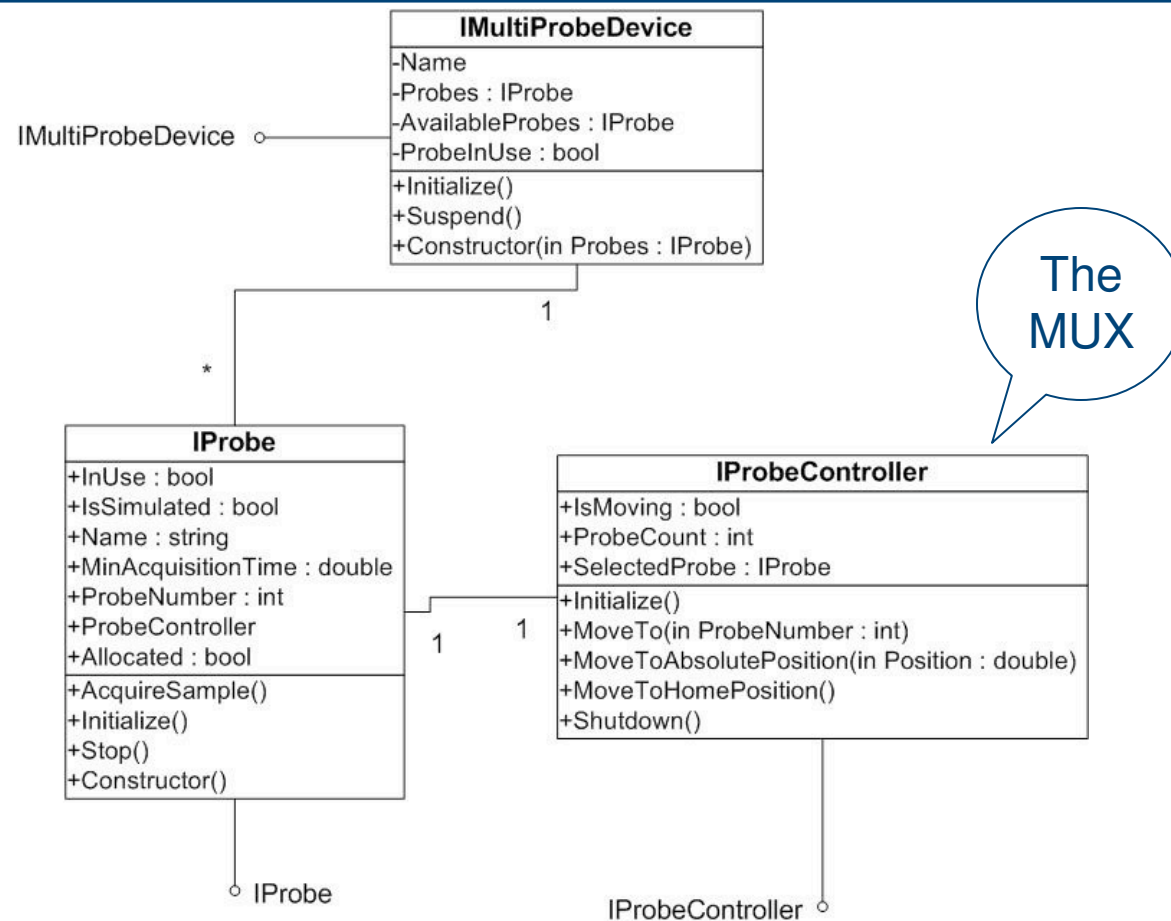 IMultiProbeDevice
-Name
-Probes : IProbe
-AvailableProbes : IProbe
-ProbeInUse : bool
+Initialize()
+Suspend()
+Constructor(in Probes : IProbe)
IMultiProbeDevice
1
*
The
MUX
IProbe
+InUse : bool
+IsSimulated : bool
+Name : string
+MinAcquisitionTime : double
+ProbeNumber : int
+ProbeController
+Allocated : bool
+AcquireSample()
+Initialize()
+Stop()
+Constructor()
1
1
IProbeController
+IsMoving : bool
+ProbeCount : int
+SelectedProbe : IProbe
+Initialize()
+MoveTo(in ProbeNumber : int)
+MoveToAbsolutePosition(in Position : double)
+MoveToHomePosition()
+Shutdown()
IProbe
IProbeController